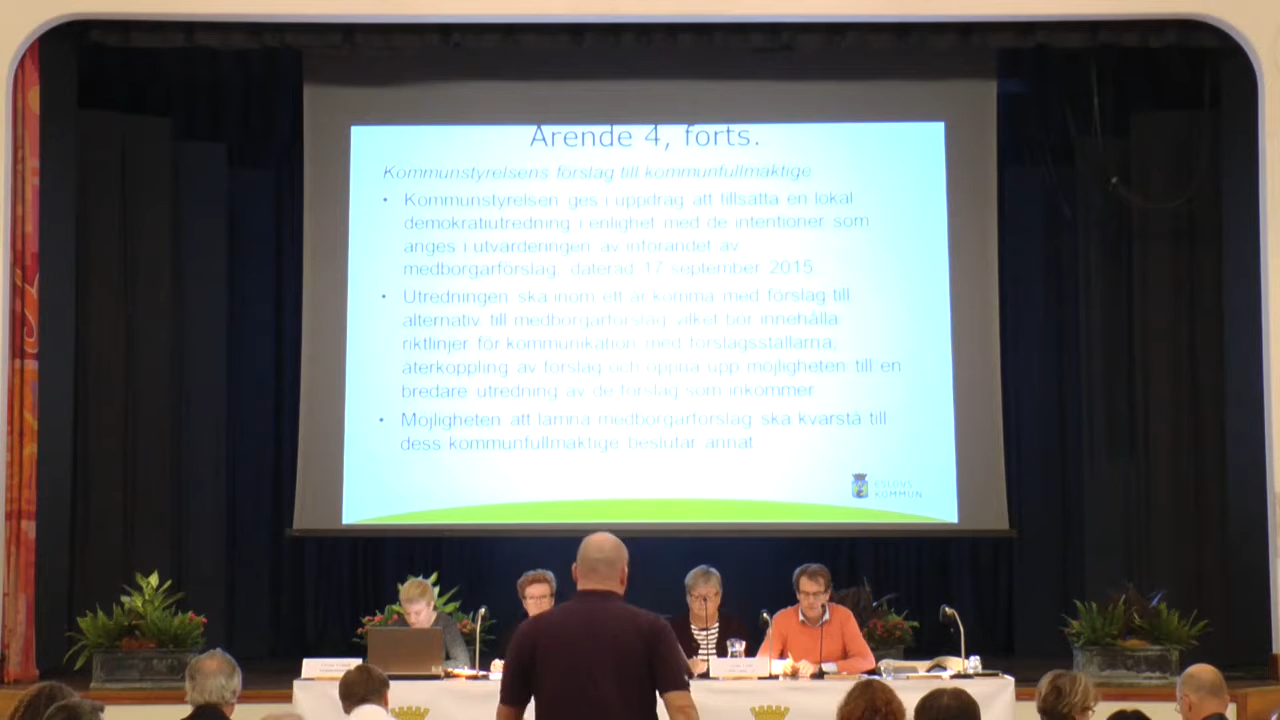 Ärende 4, forts.
Kommunstyrelsens förslag till kommunfullmäktige
• Kommunstyrelsen ges i uppdrag att tillsätta en lokal
demokratiutredning i enlighet med de intentioner som
anges i utvärderingen av införandet av
medborgarförslag, daterad 17 september 2015.
• Utredningen ska inom ett år komma med förslag till
alternativ till medborgarförslag vilket bör innehålla:
riktlinjer för kommunikation med förslagsställarna,
återkoppling av förslag och öppna upp möjligheten till en
bredare utredning av de förslag som inkommer.
• Möjligheten att lämna medborgarförslag ska kvarstå till
dess kommunfullmäktige beslutar annat
ESLÖVS
KOMMUN